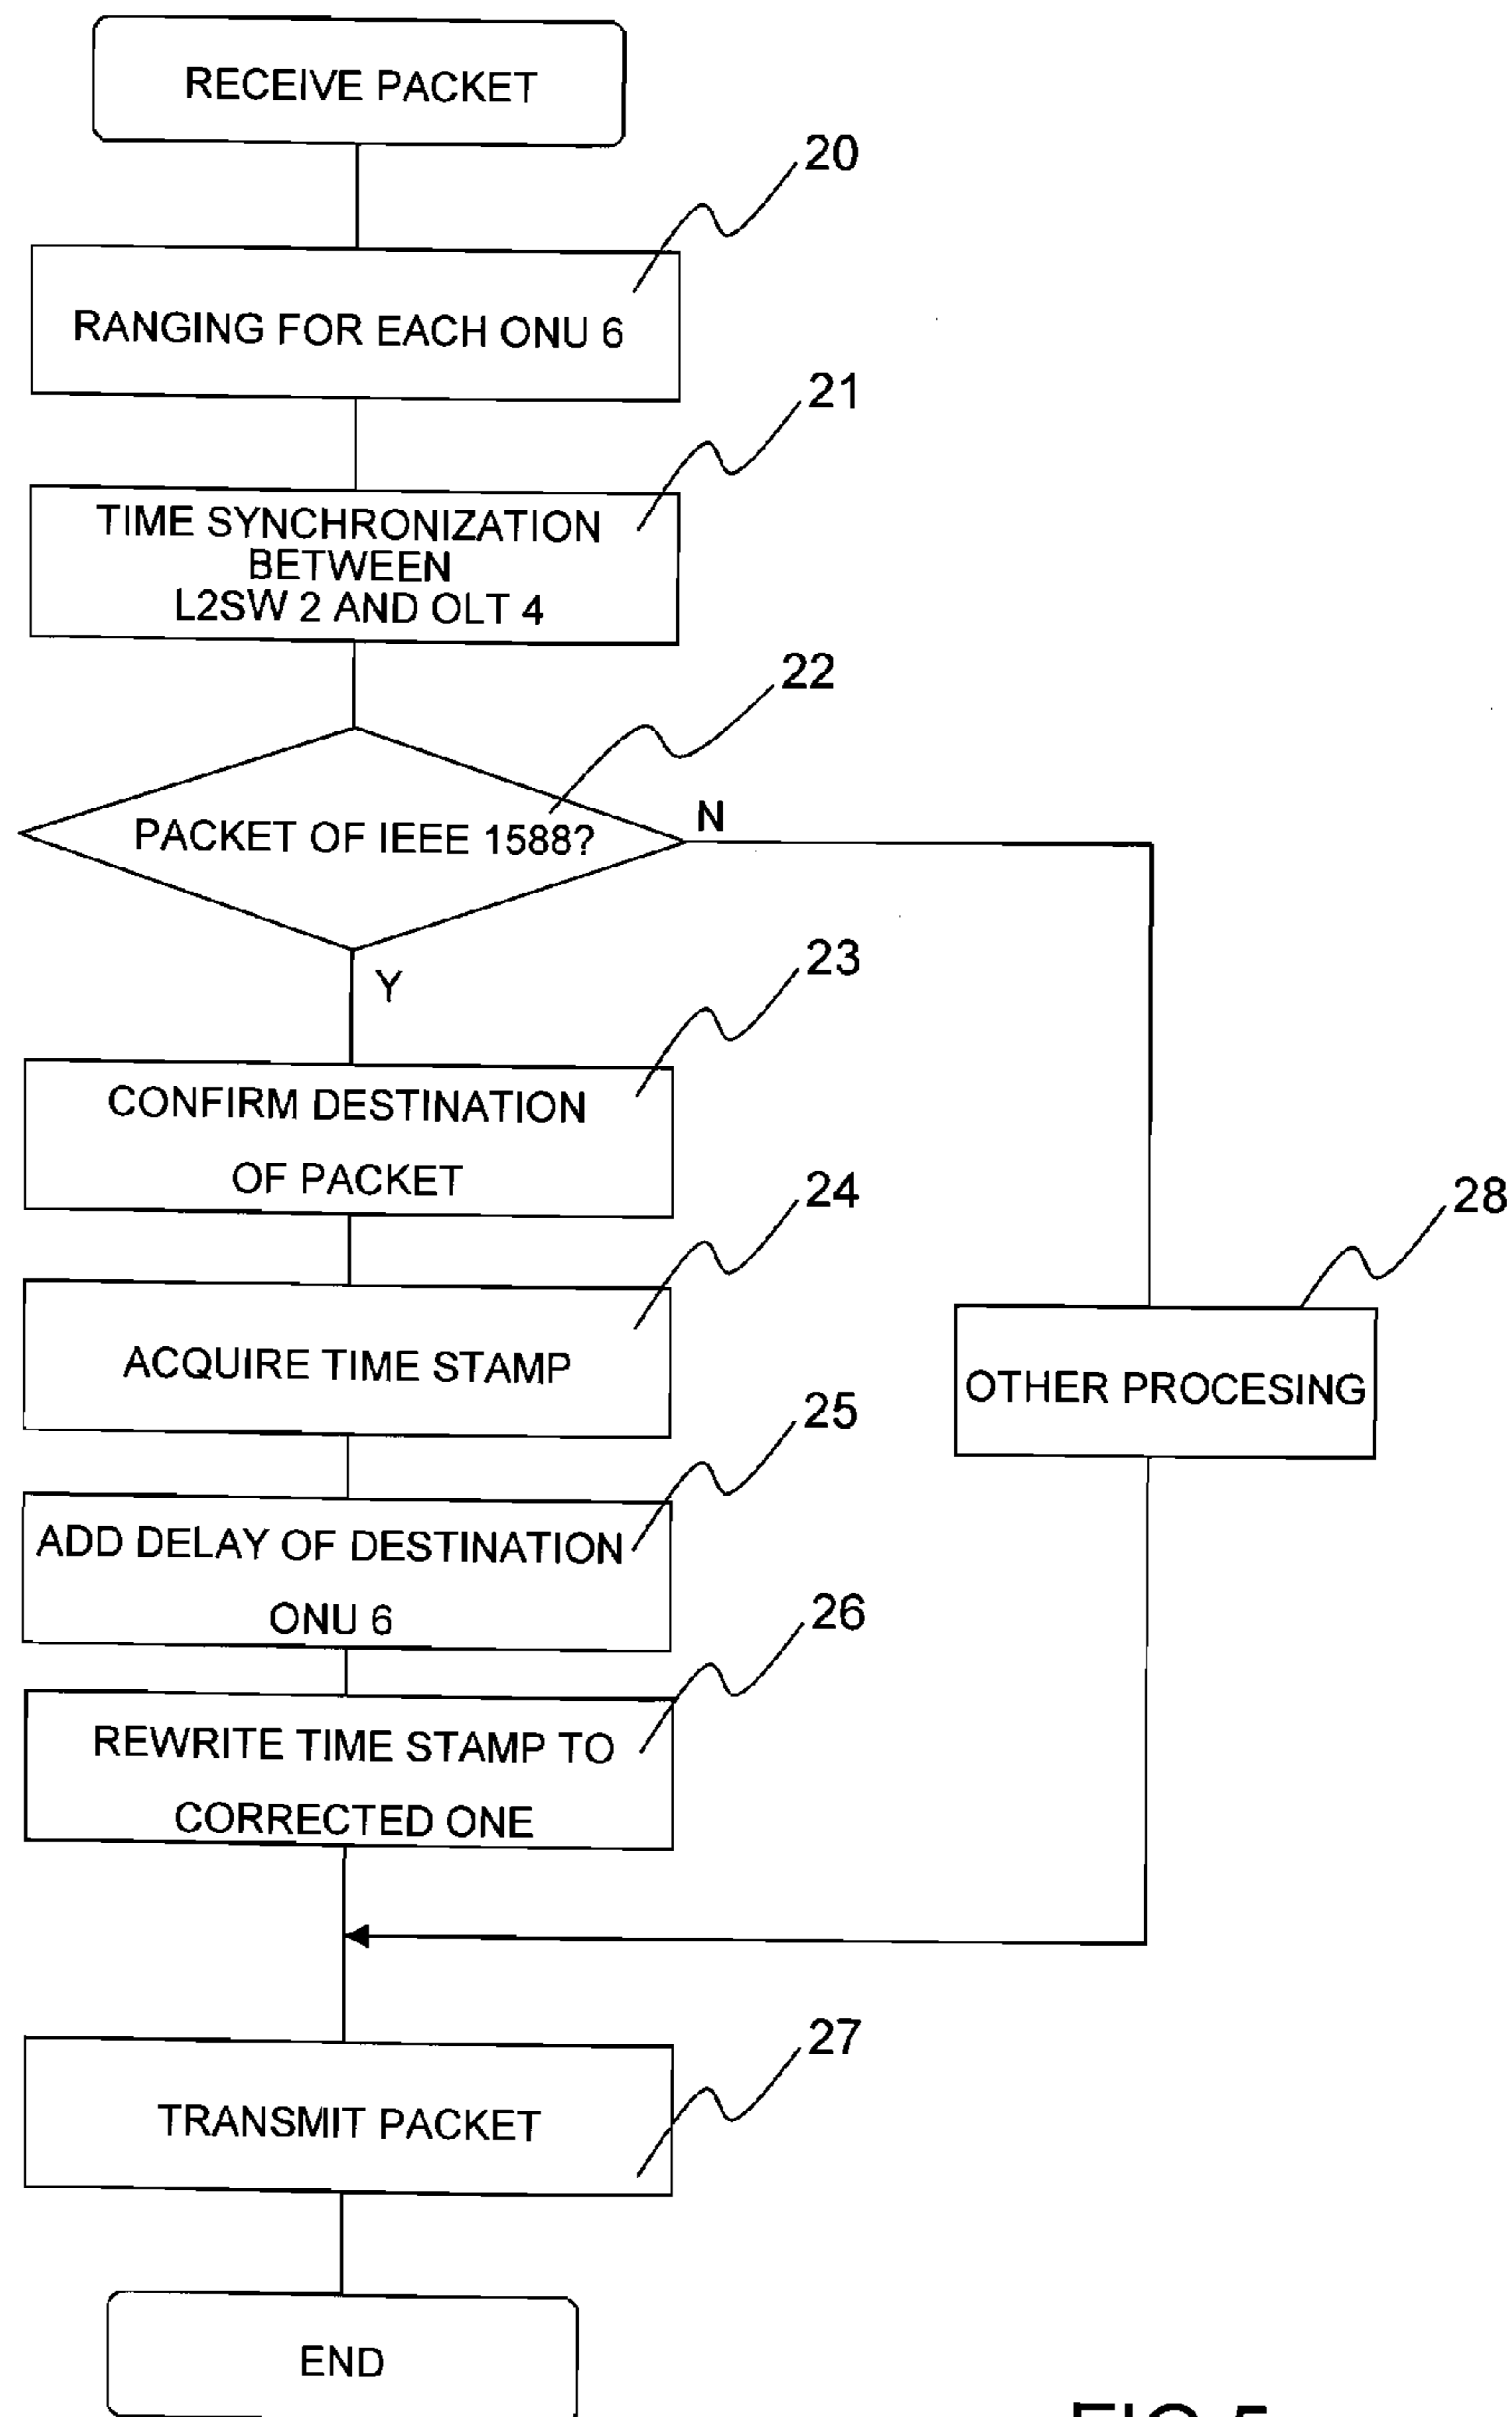 RECEIVE PACKET
20
RANGING FOR EACH ONU 6
21
TIME SYNCHRONIZATION
BETWEEN
L2SW 2 AND OLT 4
22
PACKET OF IEEE 1588?
N
Y
23
CONFIRM DESTINATION
OF PACKET
24
28
ACQUIRE TIME STAMP
OTHER PROCESING
25
ADD DELAY OF DESTINATION
ONU 6
26
REWRITE TIME STAMP TO
CORRECTED ONE
27
TRANSMIT PACKET
END